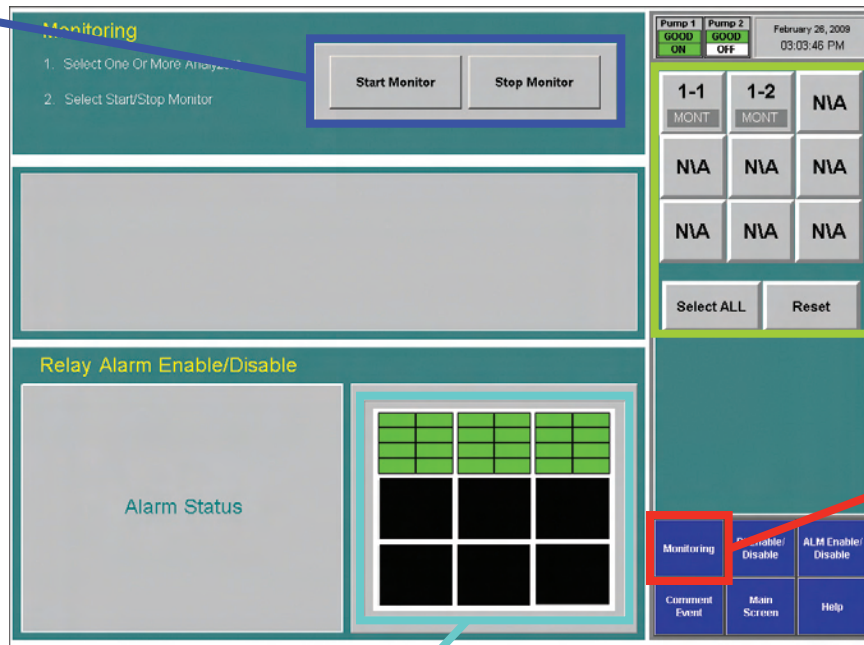 Monitoring
1. Select One Or More
2. Select Start/Stop Monitor
Start Monitor
Stop Monitor
Pump 1
GOOD
ON
Pump 2
GOOD
OFF
February 26, 2009
03:03:46 PM
1-1
MONT
1-2
MONT
N\A
N\A
N\A
N\A
N\A
N\A
N\A
Select ALL
Reset
Relay Alarm Enable/Disable
Alarm Status
Monitoring
Disable
ALM Enable/
Disable
Comment
Event
Main
Screen
Help